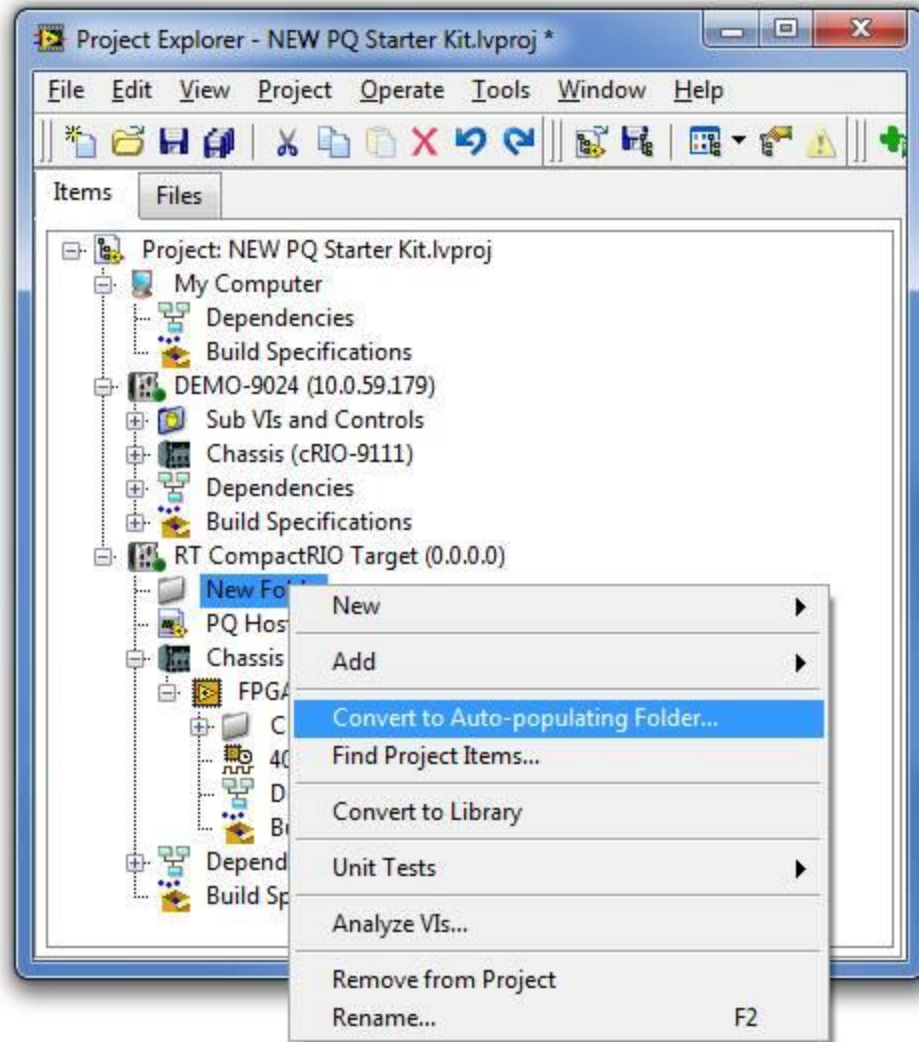 Project Explorer - NEW PQ Starter Kit.lvproj *
File Edit View Project Operate Tools Window Help
Items Files
Project: NEW PQ Starter Kit.lvproj
My Computer
Dependencies
Build Specifications
DEMO-9024 (10.0.59.179)
Sub VIs and Controls
Chassis (cRIO-9111)
Dependencies
Build Specifications
RT CompactRIO Target (0.0.0.0)
New Fo
PQ Hos
Chassis
FPGA
C
40
D
B
Depend
Build Sp
New
Add
Convert to Auto-populating Folder...
Find Project Items...
Convert to Library
Unit Tests
Analyze VIs...
Remove from Project
Rename... F2